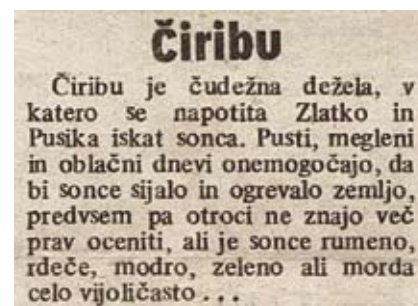 Čiribu
Čiribu je čudežna dežela, v
katero se napotita Zlatko in
Pusika iskat sonca. Pusti, megleni
in oblačni dnevi onemogočajo, da
bi sonce sijalo in ogrevalo zemljo,
predvsem pa otroci ne znajo več
prav oceniti, ali je sonce rumeno,
rdeče, modro, zeleno ali morda
celo vijoličasto . . .